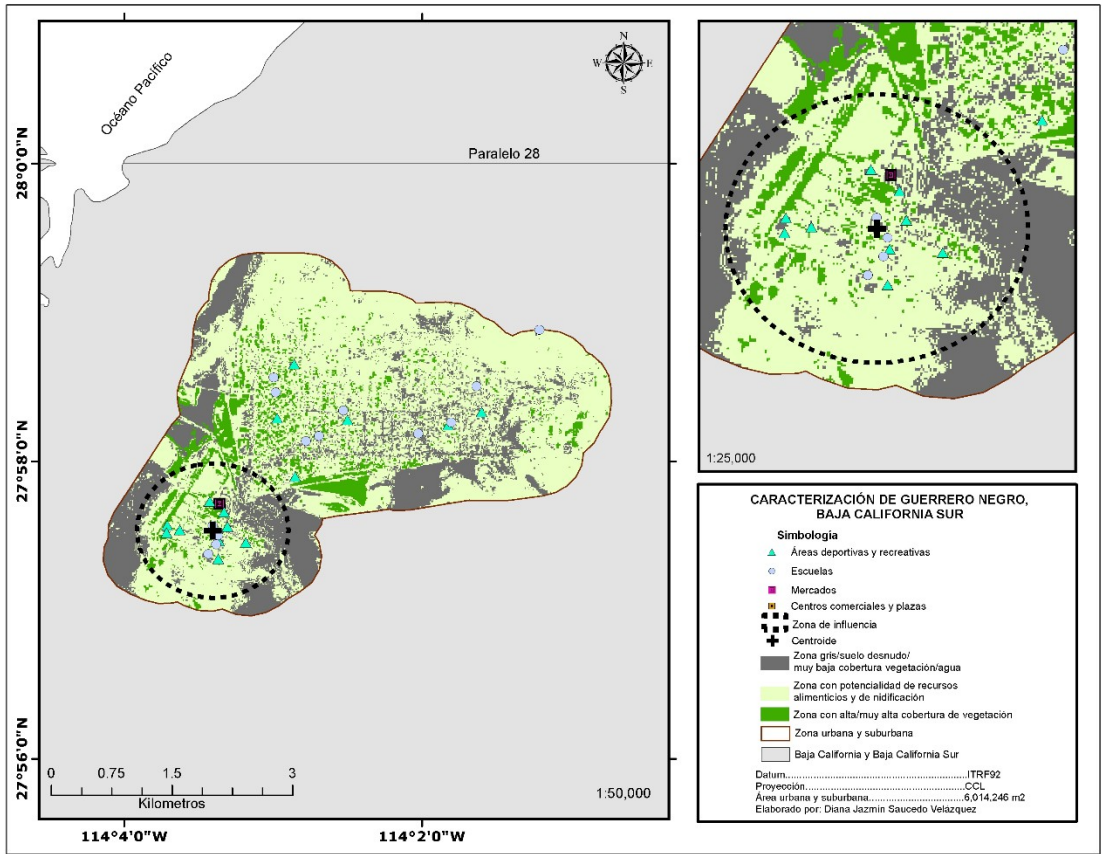 Océano Pacífico
N
W
E
S
Paralelo 28
28°0'0"N
27°58'0"N
27°56'0"N
0
0.75
1.5
3
Kilometros
1:50,000
114°4'0"W
114°2'0"W
1:25,000
CARACTERIZACIÓN DE GUERRERO NEGRO,
BAJA CALIFORNIA SUR
Simbología
Áreas deportivas y recreativas
Escuelas
Mercados
Centros comerciales y plazas
Zona de influencia
Centroide
Zona gris/suelo desnudo/
muy baja cobertura vegetación/agua
Zona con potencialidad de recursos
alimenticios y de nidificación
Zona con alta/muy alta cobertura de vegetación
Zona urbana y suburbana
Baja California y Baja California Sur
Datum..........................................................ITRF92
Proyección....................................................CCL
Área urbana y suburbana..........................6,014,246 m2
Elaborado por: Diana Jazmín Saucedo Velázquez